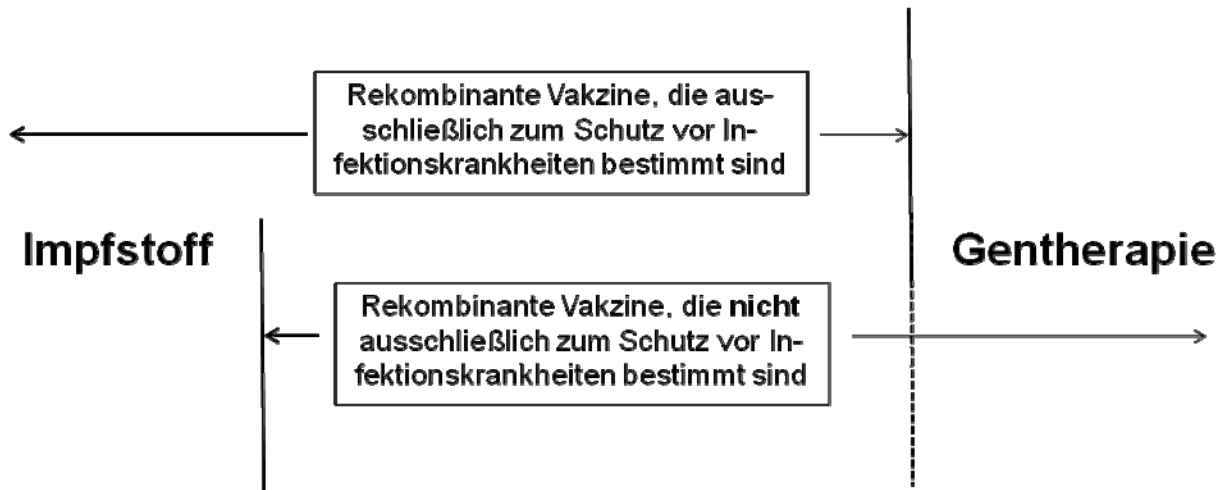 Rekombinante Vakzine, die aus-
schließlich zum Schutz vor In-
fektionskrankheiten bestimmt sind
Impfstoff
Gentherapie
Rekombinante Vakzine, die nicht
ausschließlich zum Schutz vor In-
fektionskrankheiten bestimmt sind